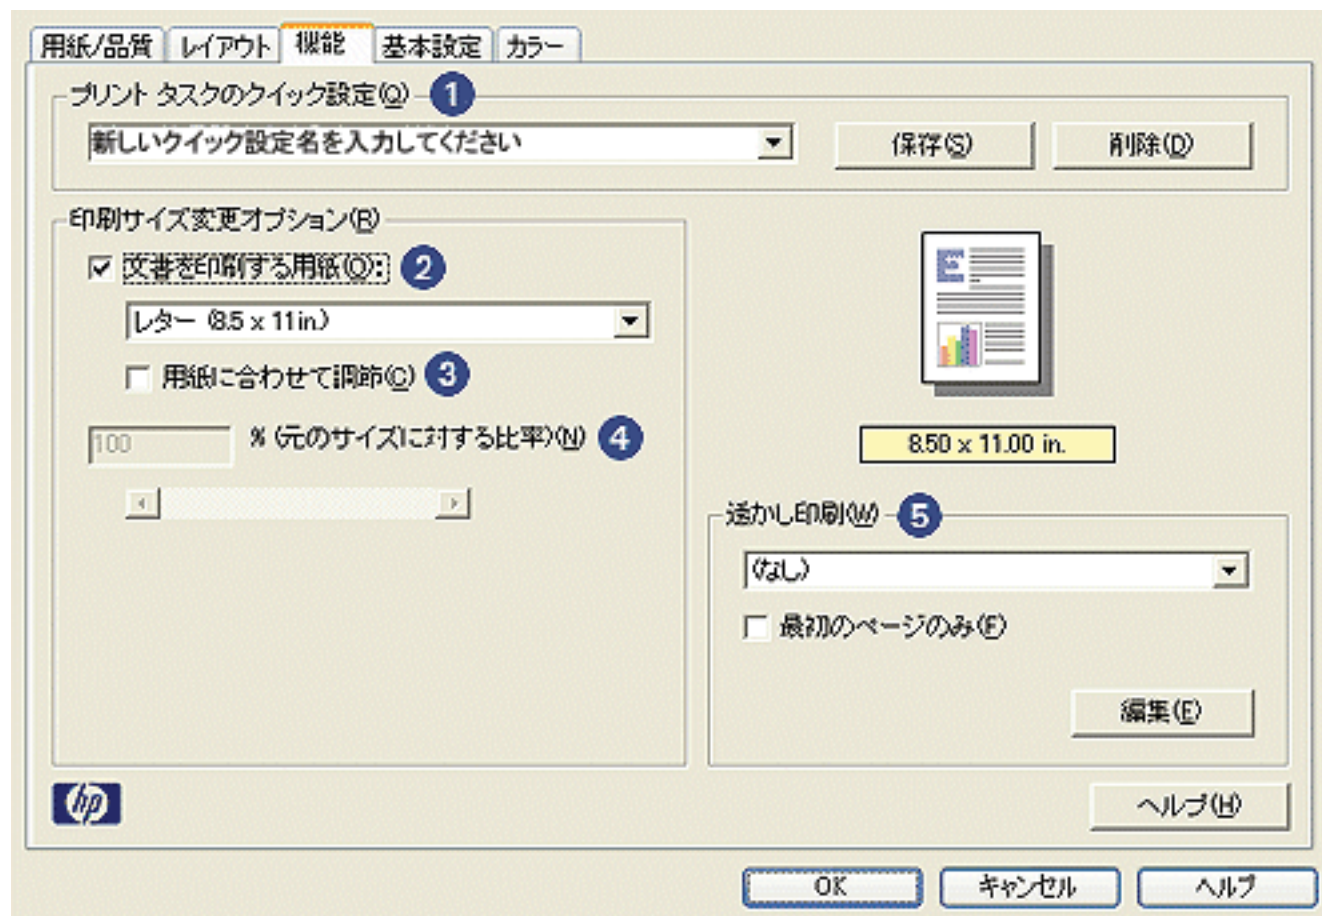 用紙/品質 レイアウト 機能 基本設定 カラー
プリント タスクのクイック設定(Q) 1
新しいクイック設定名を入力してください 保存(S) 削除(D)
印刷サイズ変更オプション(R)
文書を印刷する用紙(O): 2
レター (8.5 x 11 in.)
用紙に合わせて調節(C) 3
100 % (元のサイズに対する比率)(N) 4
8.50 x 11.00 in.
透かし印刷(W) 5
(なし)
最初のページのみ(F)
編集(E)
hp
ヘルプ(H)
OK キャンセル ヘルプ